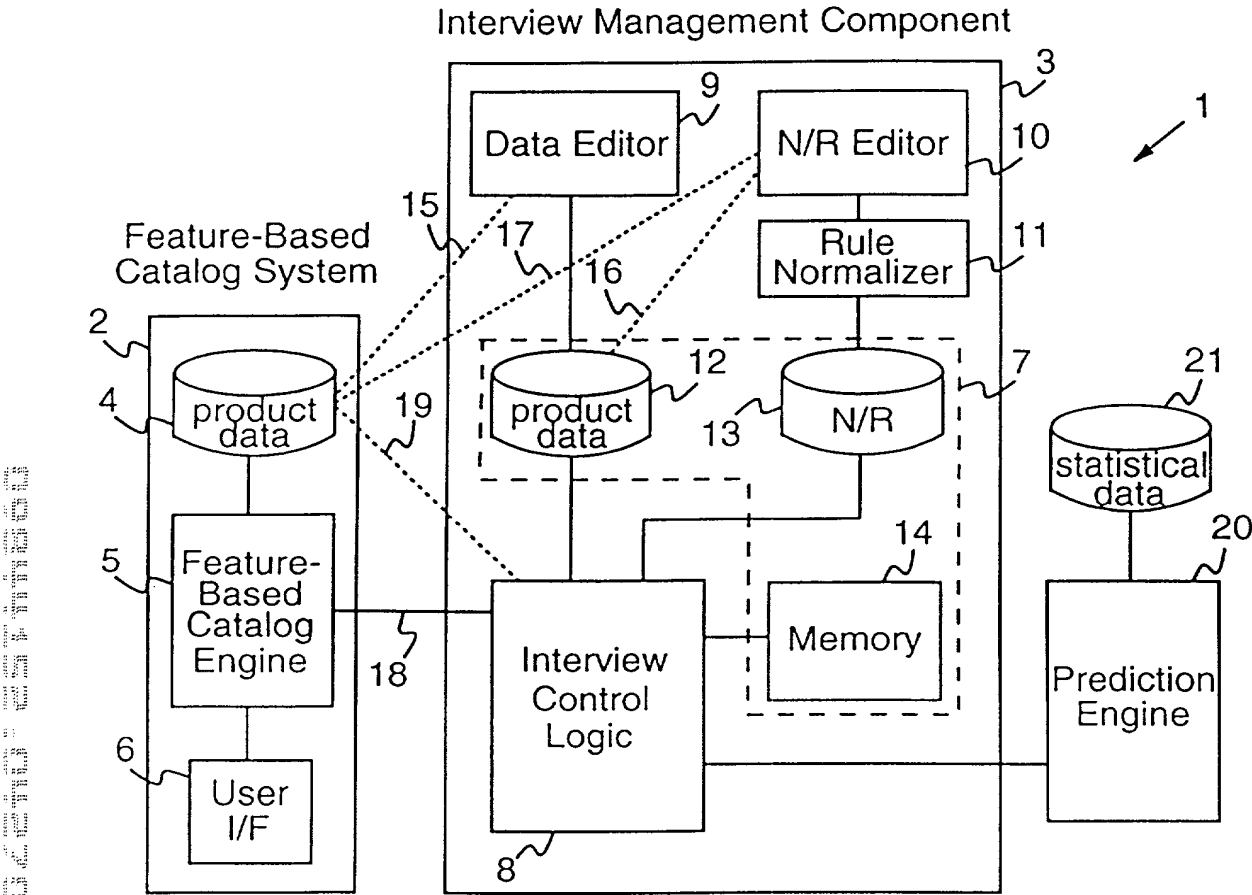 Interview Management Component
3
9
1
Data Editor
N/R Editor
10
15
17
Feature-Based
Catalog System
Rule
Normalizer
11
16
2
12
7
21
4
product
data
19
product
data
13
N/R
statistical
data
5
Feature-
Based
Catalog
Engine
14
20
18
Interview
Control
Logic
Memory
Prediction
Engine
6
User
I/F
8